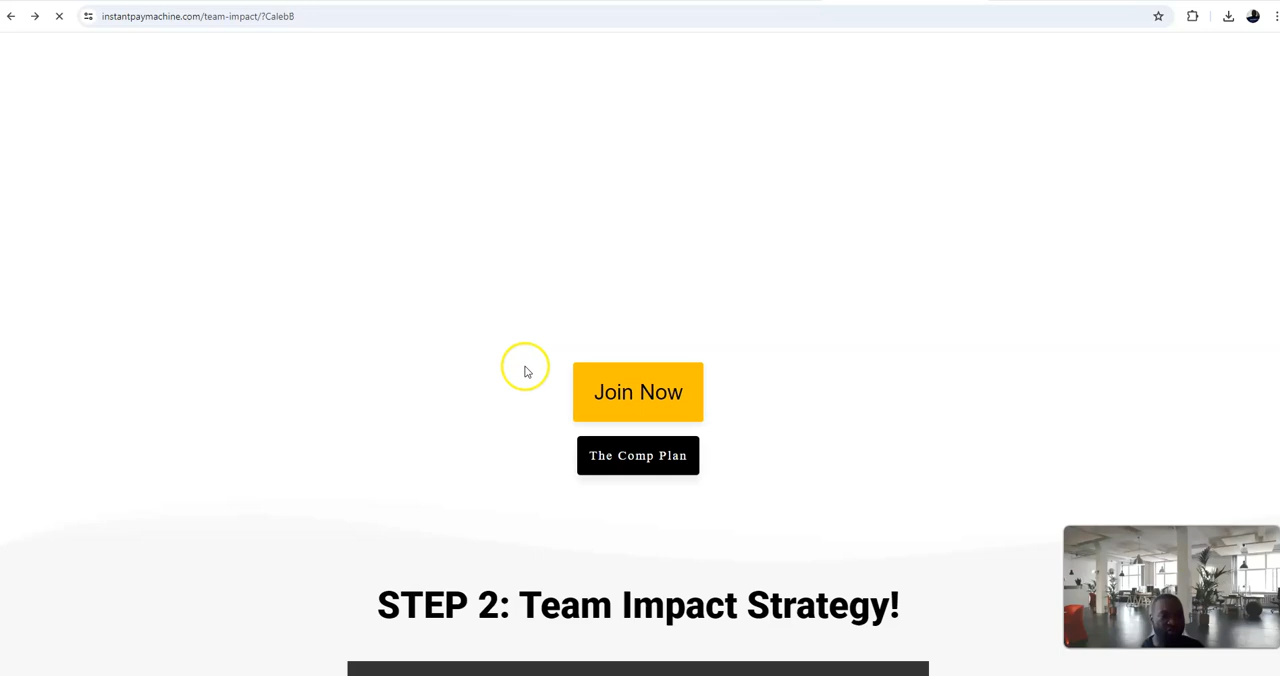 instantpaymachine.com/team-impact/?CalebB
Join Now
The Comp Plan
STEP 2: Team Impact Strategy!